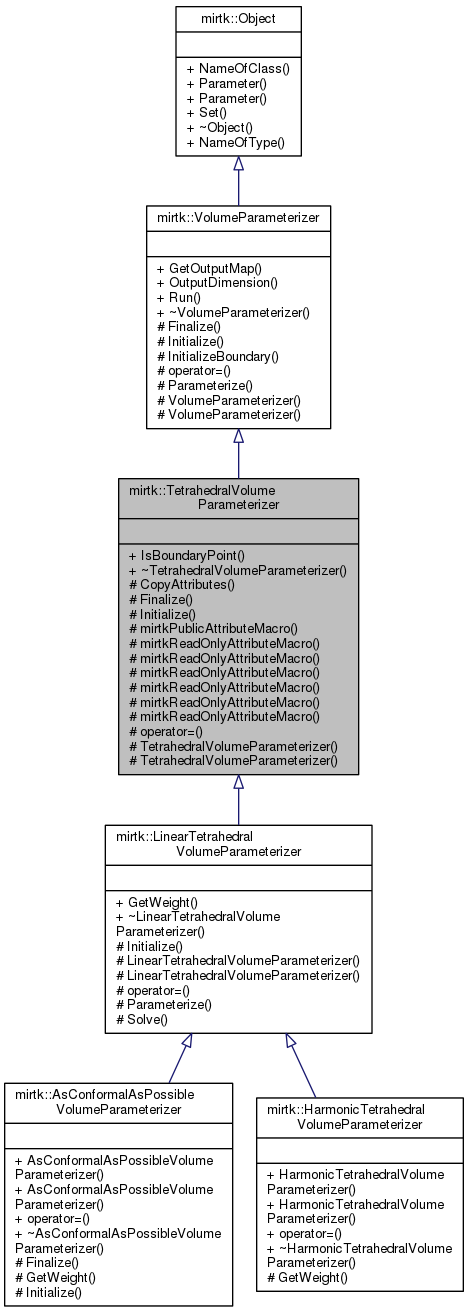 mirtk::Object
+ NameOfClass()
+ Parameter()
+ Parameter()
+ Set()
+ ~Object()
+ NameOfType()
mirtk::VolumeParameterizer
+ GetOutputMap()
+ OutputDimension()
+ Run()
+ ~VolumeParameterizer()
# Finalize()
# Initialize()
# InitializeBoundary()
# operator=()
# Parameterize()
# VolumeParameterizer()
# VolumeParameterizer()
mirtk::TetrahedralVolume
Parameterizer
+ IsBoundaryPoint()
+ ~TetrahedralVolumeParameterizer()
# CopyAttributes()
# Finalize()
# Initialize()
# mirtkPublicAttributeMacro()
# mirtkReadOnlyAttributeMacro()
# mirtkReadOnlyAttributeMacro()
# mirtkReadOnlyAttributeMacro()
# mirtkReadOnlyAttributeMacro()
# mirtkReadOnlyAttributeMacro()
# mirtkReadOnlyAttributeMacro()
# operator=()
# TetrahedralVolumeParameterizer()
# TetrahedralVolumeParameterizer()
mirtk::LinearTetrahedral
VolumeParameterizer
+ GetWeight()
+ ~LinearTetrahedralVolume
Parameterizer()
# Initialize()
# LinearTetrahedralVolumeParameterizer()
# LinearTetrahedralVolumeParameterizer()
# operator=()
# Parameterize()
# Solve()
mirtk::AsConformalAsPossible
VolumeParameterizer
+ AsConformalAsPossibleVolume
Parameterizer()
+ AsConformalAsPossibleVolume
Parameterizer()
+ operator=()
+ ~AsConformalAsPossibleVolume
Parameterizer()
# Finalize()
# GetWeight()
# Initialize()
mirtk::HarmonicTetrahedral
VolumeParameterizer
+ HarmonicTetrahedralVolume
Parameterizer()
+ HarmonicTetrahedralVolume
Parameterizer()
+ operator=()
+ ~HarmonicTetrahedralVolume
Parameterizer()
# GetWeight()